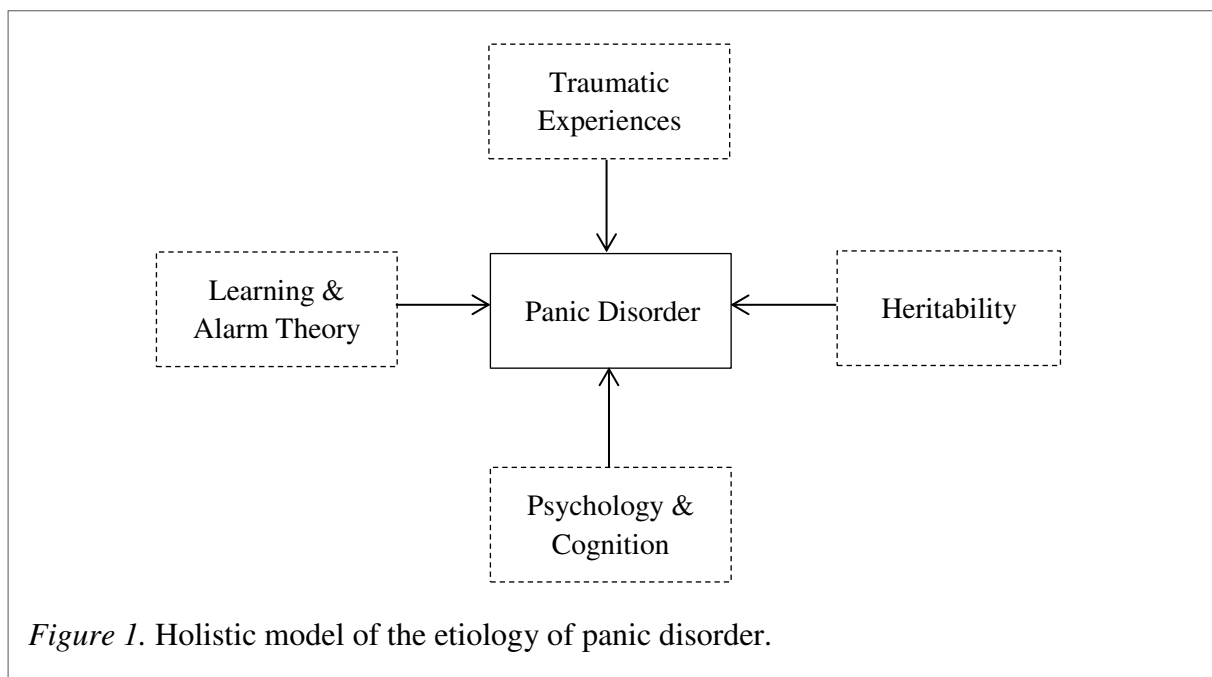 Traumatic
Experiences
Learning &
Alarm Theory
Panic Disorder
Heritability
Psychology &
Cognition
Figure 1. Holistic model of the etiology of panic disorder.